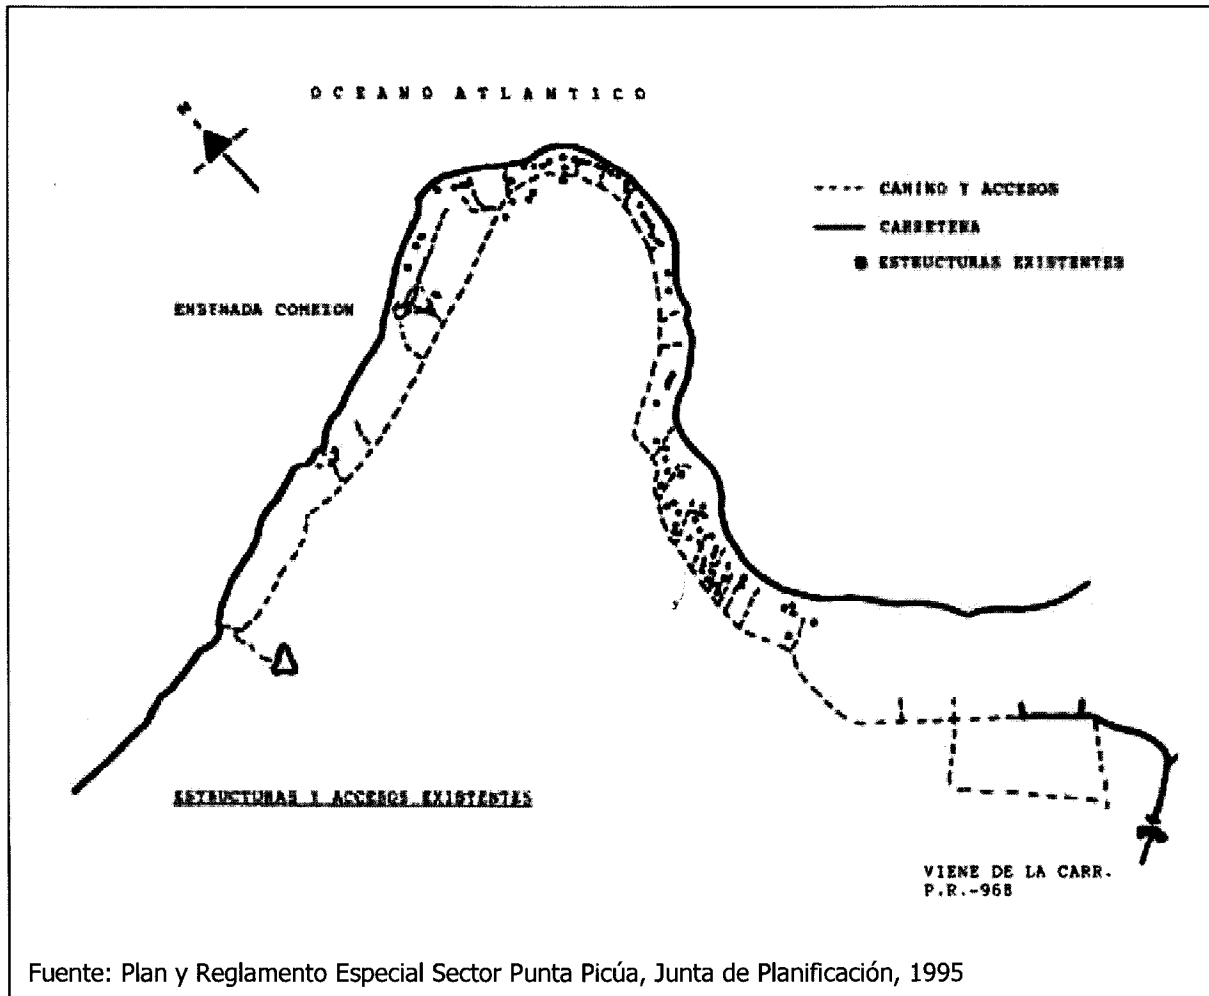 OCEANO ATLANTICO
N
CAMINO Y ACCESOS
CARRETERA
ESTRUCTURAS EXISTENTES
ENSENADA COMEZON
ESTRUCTURAS Y ACCESOS EXISTENTES
VIENE DE LA CARR.
P.R.-968
Fuente: Plan y Reglamento Especial Sector Punta Picúa, Junta de Planificación, 1995